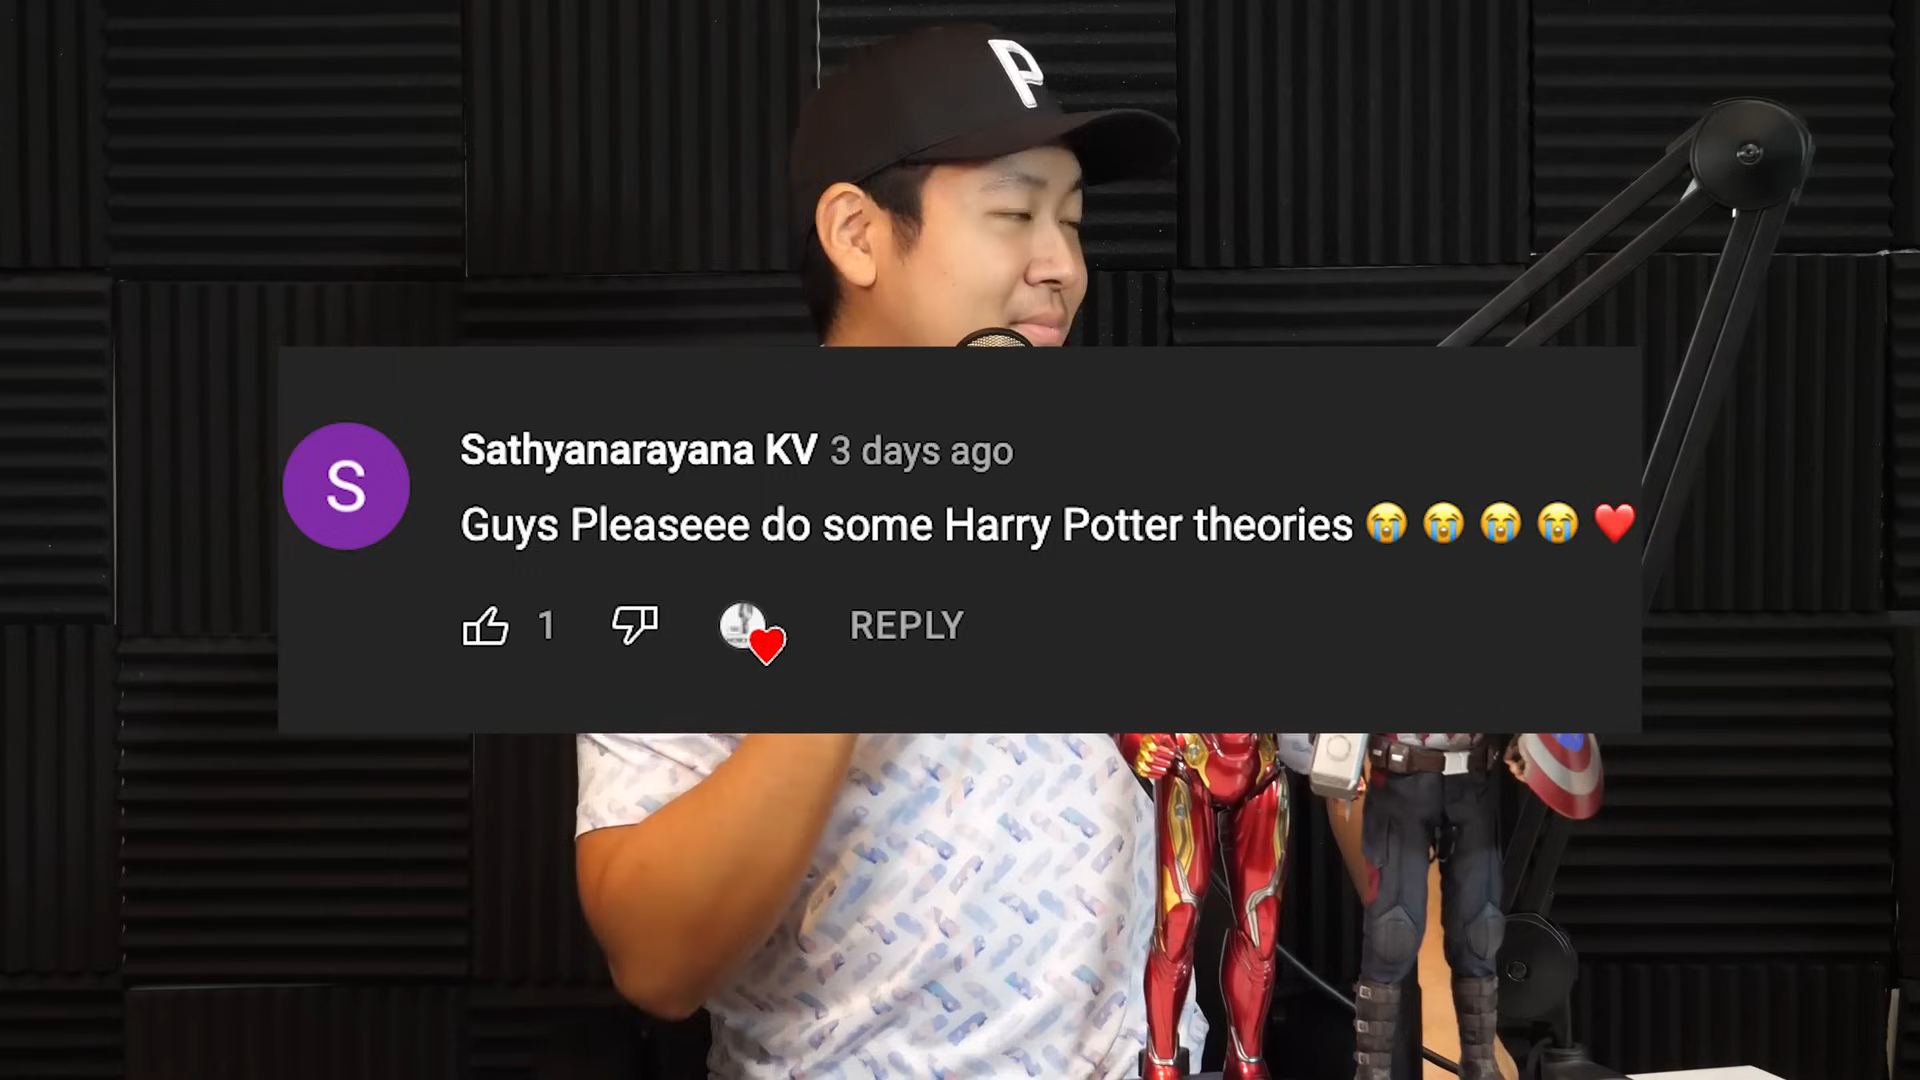 P
S
Sathyanarayana KV 3 days ago
Guys Pleaseee do some Harry Potter theories 😭 😭 😭 😭 ❤️
1
REPLY